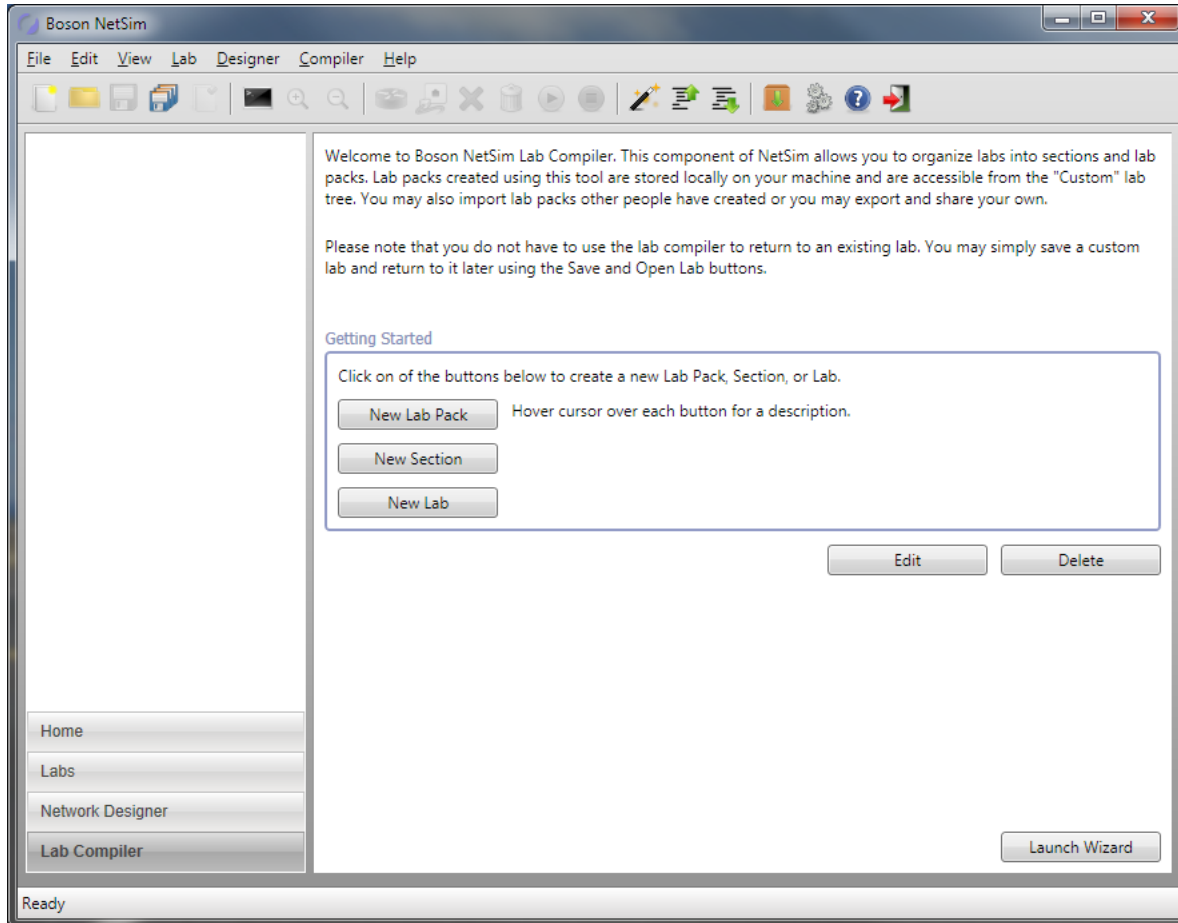 Boson NetSim
File Edit View Lab Designer Compiler Help
Welcome to Boson NetSim Lab Compiler. This component of NetSim allows you to organize labs into sections and lab
packs. Lab packs created using this tool are stored locally on your machine and are accessible from the "Custom" lab
tree. You may also import lab packs other people have created or you may export and share your own.
Please note that you do not have to use the lab compiler to return to an existing lab. You may simply save a custom
lab and return to it later using the Save and Open Lab buttons.
Getting Started
Click on of the buttons below to create a new Lab Pack, Section, or Lab.
New Lab Pack Hover cursor over each button for a description.
New Section
New Lab
Edit Delete
Home
Labs
Network Designer
Lab Compiler
Launch Wizard
Ready